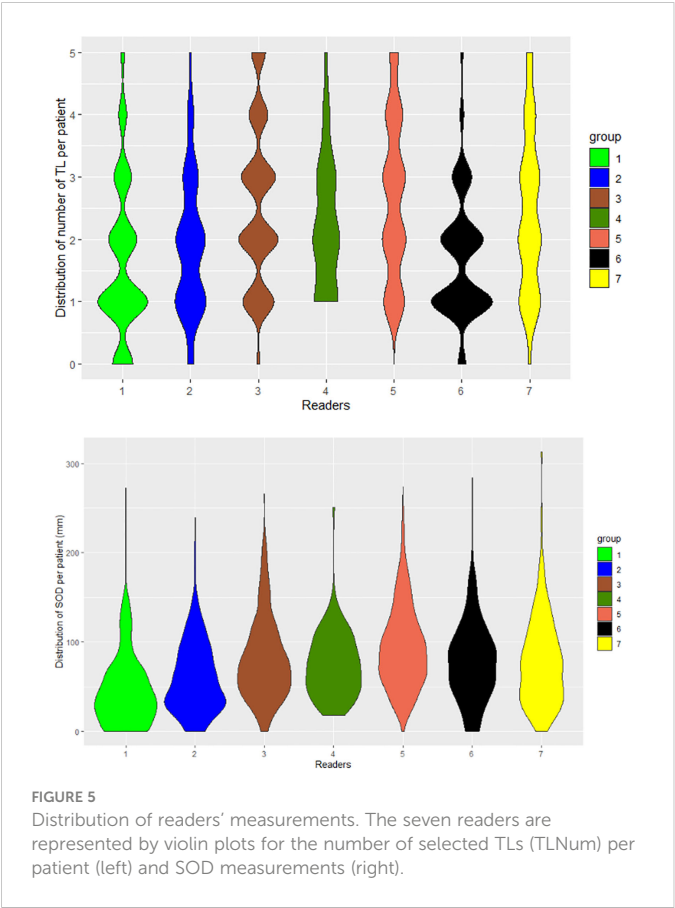 Distribution of number of TL per patient
5
4
3
2
1
0
1 2 3 4 5 6 7
Readers
group
1
2
3
4
5
6
7
Distribution of SOD per patient (mm)
300
200
100
0
1 2 3 4 5 6 7
Readers
group
1
2
3
4
5
6
7
FIGURE 5
Distribution of readers’ measurements. The seven readers are
represented by violin plots for the number of selected TLs (TLNum) per
patient (left) and SOD measurements (right).